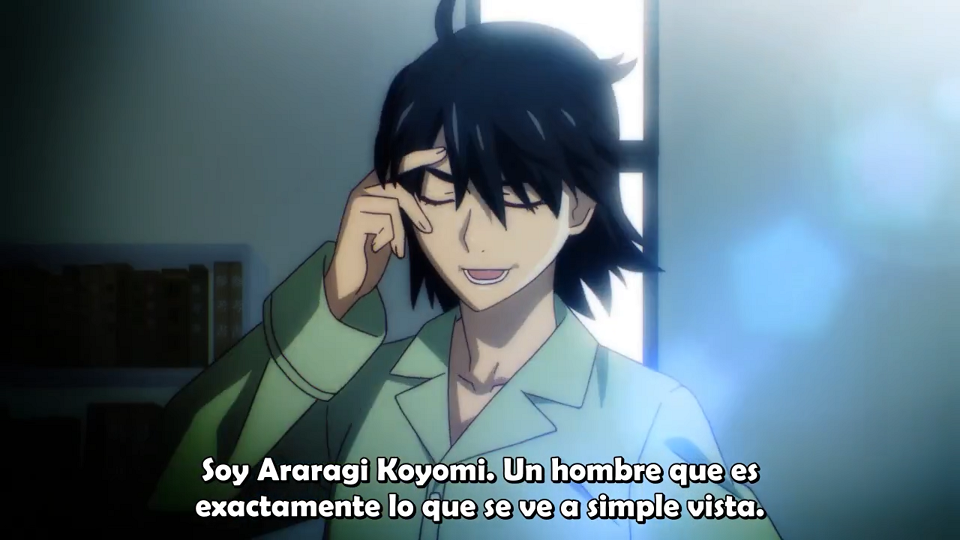 Soy Araragi Koyomi. Un hombre que es
exactamente lo que se ve a simple vista.